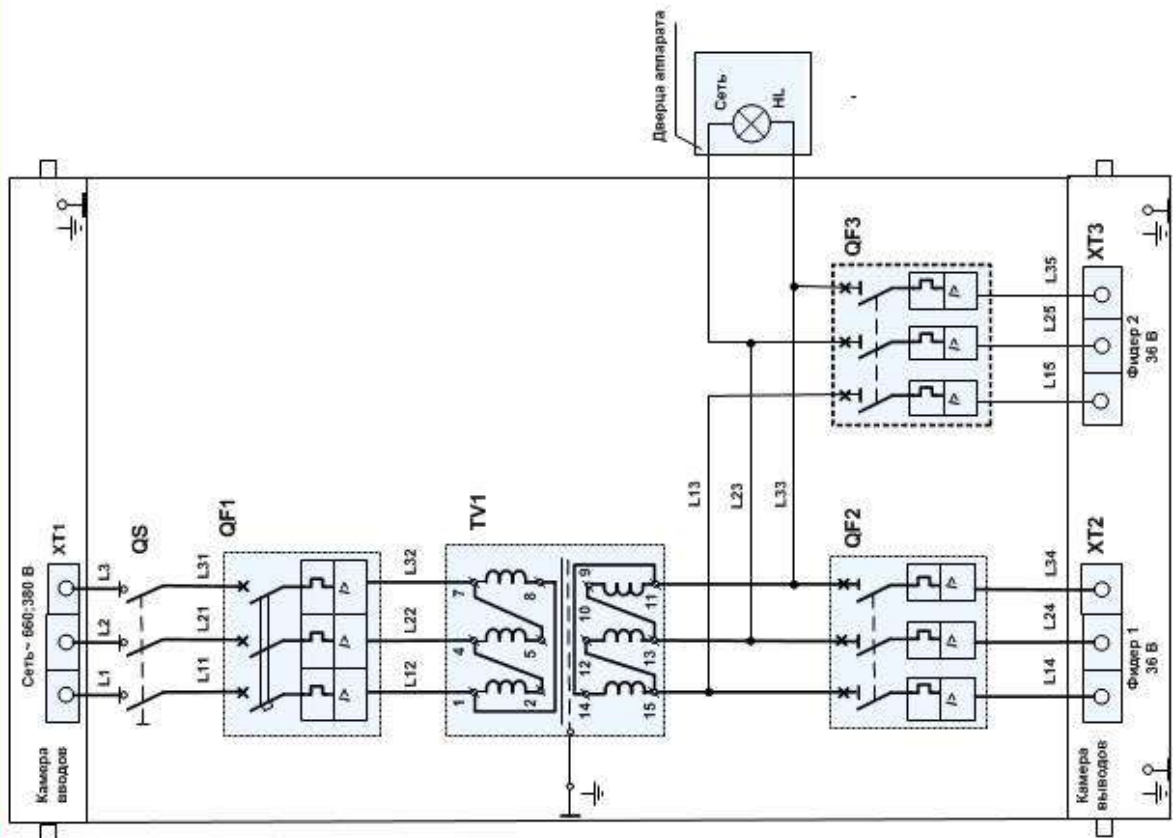 Сеть~ 660;380 В
XT1
Камера
вводов
L1
L2
L3
QS
L11
L21
L31
QF1
L12
L22
L32
TV1
1
4
7
2
5
8
14
12
10
9
15
13
11
L13
L23
L33
Дверца аппарата
Сеть
HL
QF2
QF3
L14
L24
L34
L15
L25
L35
Камера
выводов
XT2
Фидер 1
36 В
XT3
Фидер 2
36 В